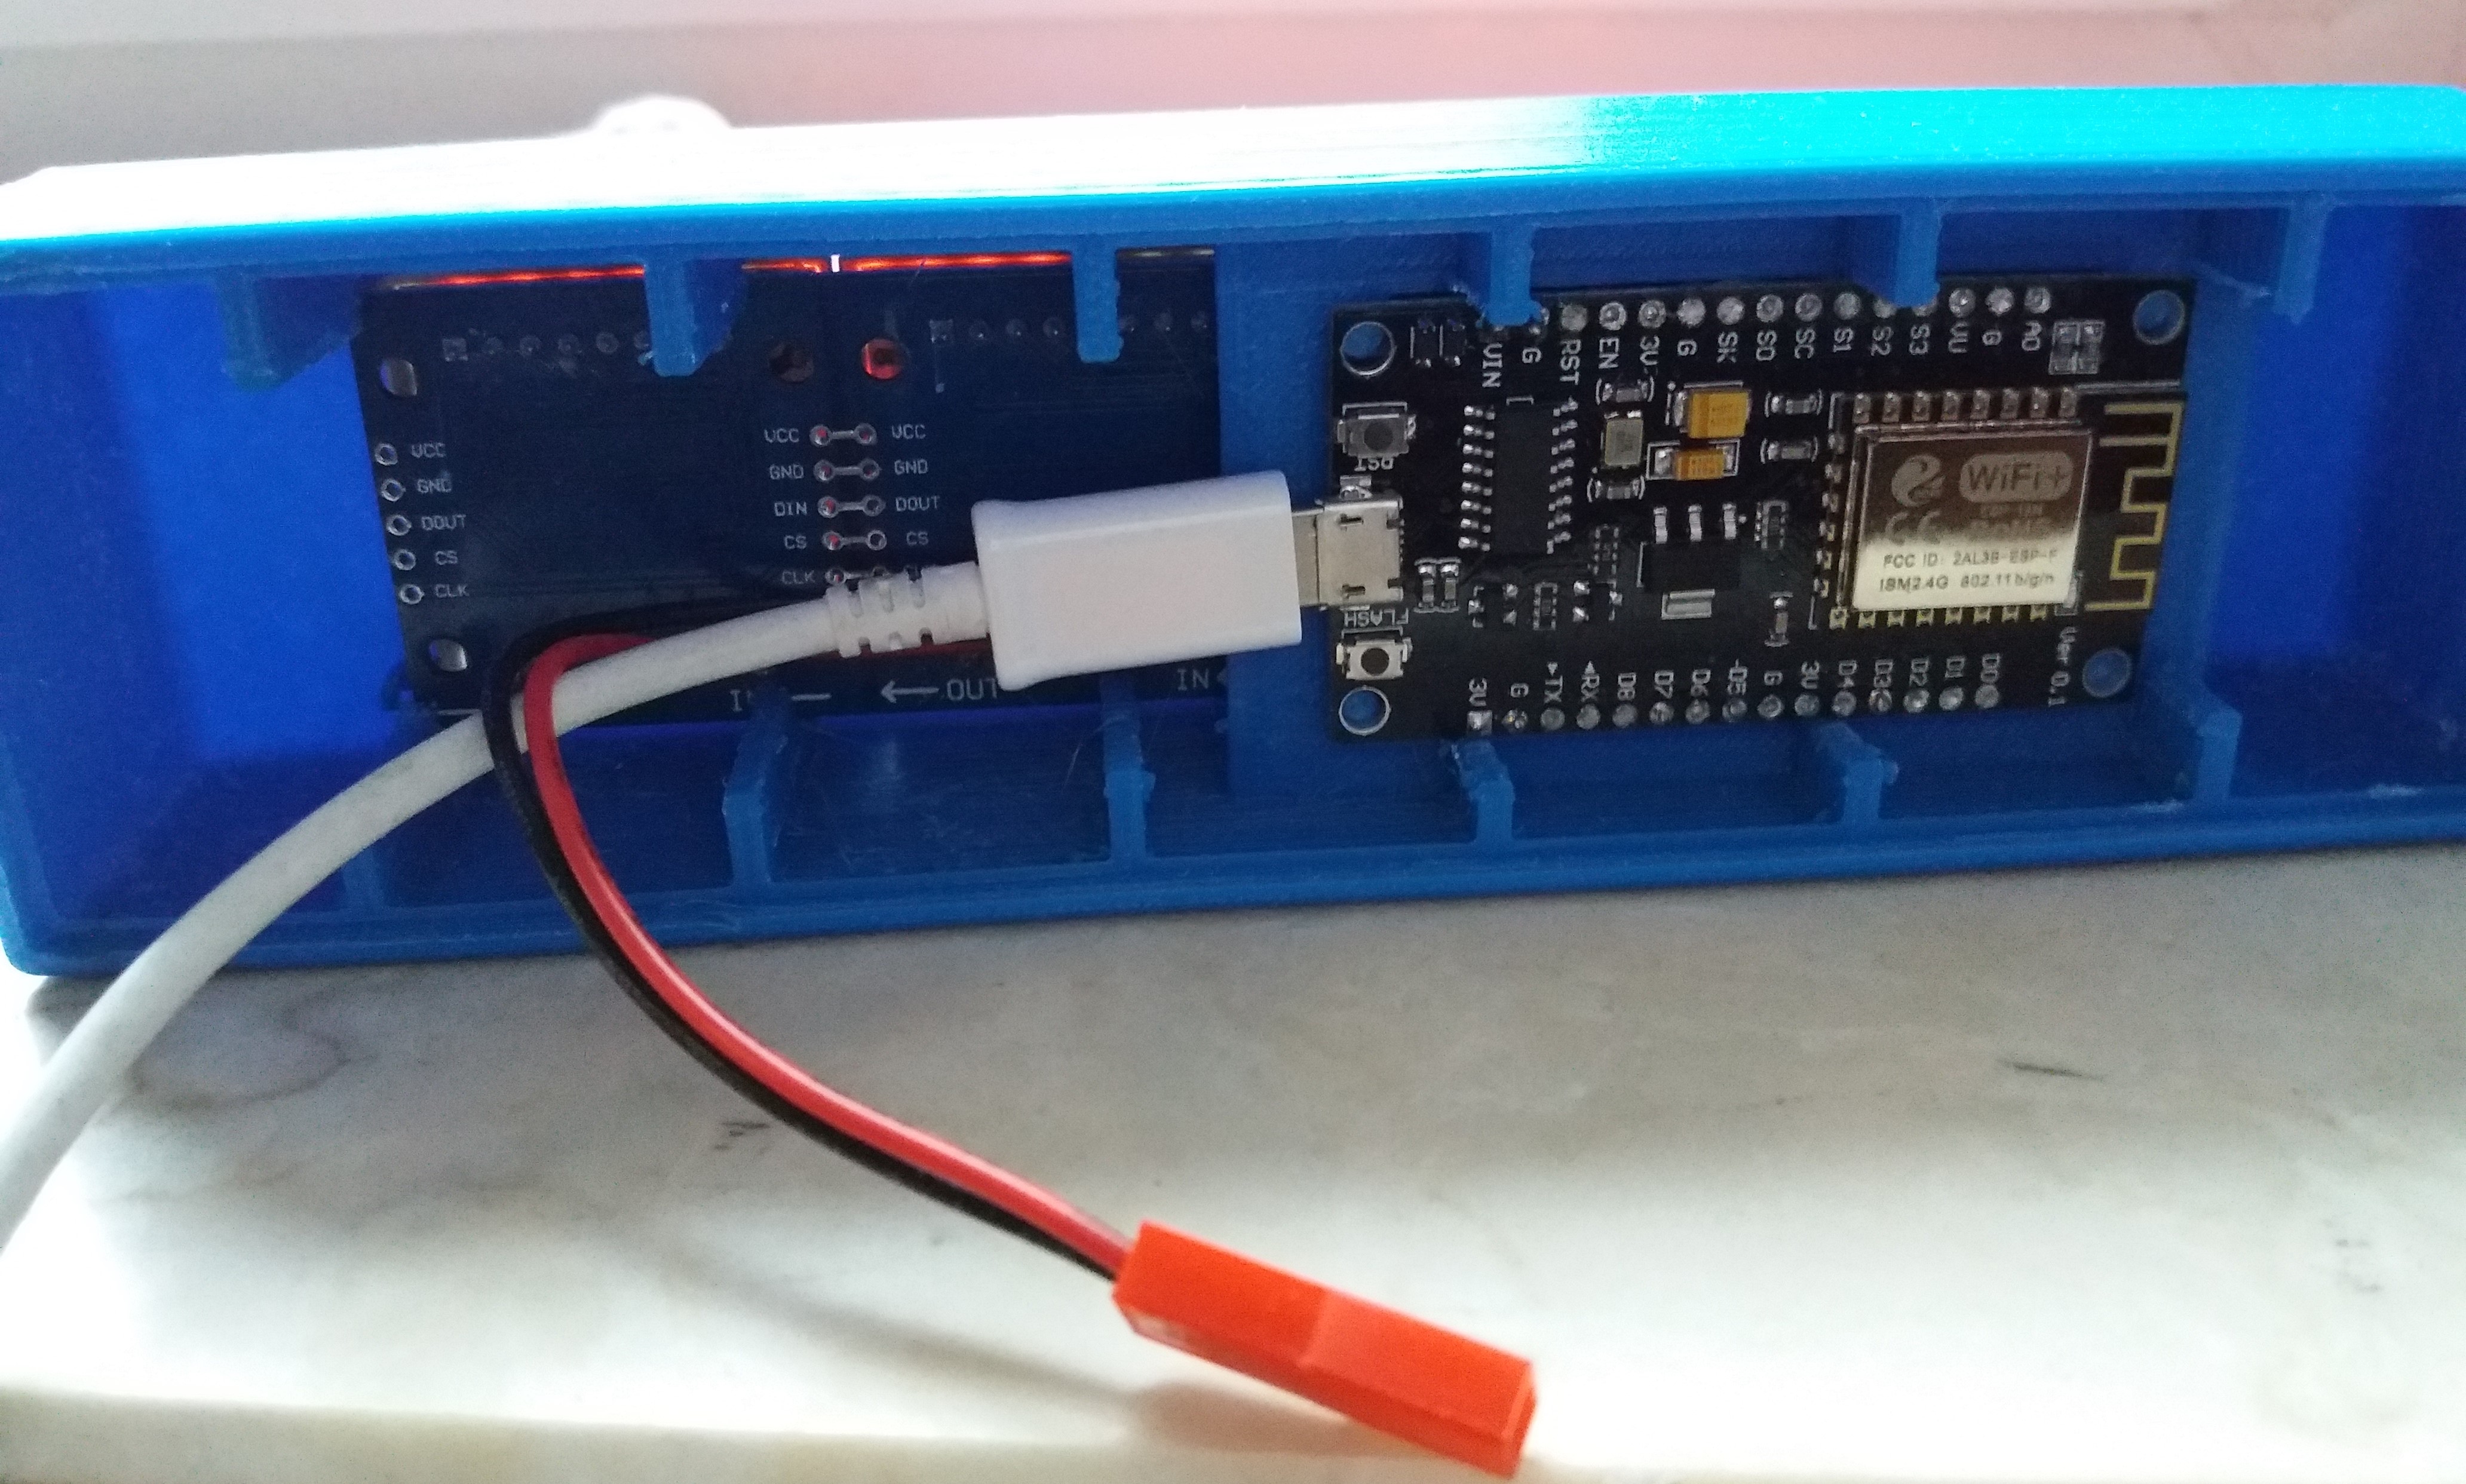 VCC
GND
DOUT
CS
CLK
VCC VCC
GND GND
DIN DOUT
CS CS
CLK
OUT
IN
VIN
G
RST
EN
3V
G
SK
SO
SC
S1
S2
S3
VU
G
A0
RST
FLASH
WiFi+
FCC ID: 2AL3B-ESP-F
ISM2.4G 802.11b/g/n
3V
G
TX
RX
D8
D7
D6
D5
G
3V
D4
D3
D2
D1
D0
Ver 0.1